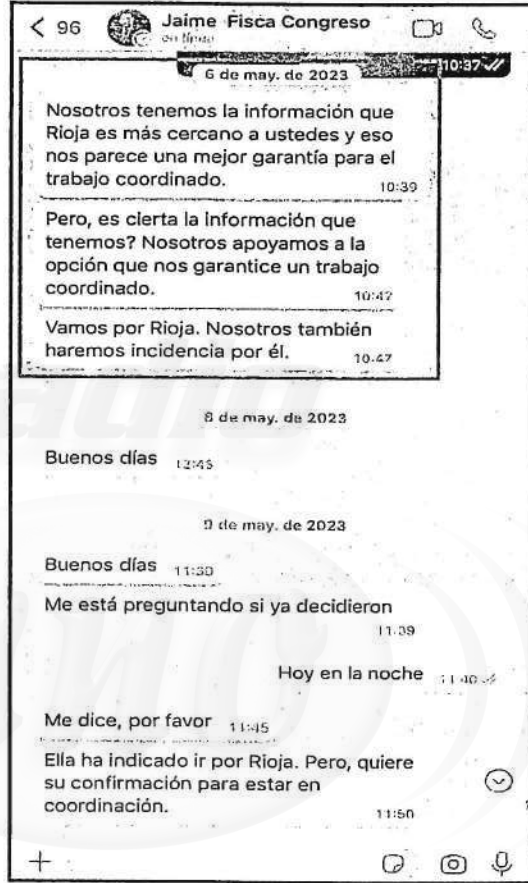 96 Jaime Fisca Congreso
en línea
10:37
6 de may. de 2023
Nosotros tenemos la información que
Rioja es más cercano a ustedes y eso
nos parece una mejor garantía para el
trabajo coordinado.
10:39
Pero, es cierta la información que
tenemos? Nosotros apoyamos a la
opción que nos garantice un trabajo
coordinado.
10:42
Vamos por Rioja. Nosotros también
haremos incidencia por él.
10:47
8 de may. de 2023
Buenos días 12:45
9 de may. de 2023
Buenos días 11:30
Me está preguntando si ya decidieron
11:39
Hoy en la noche 11:40
Me dice, por favor 11:45
Ella ha indicado ir por Rioja. Pero, quiere
su confirmación para estar en
coordinación.
11:50